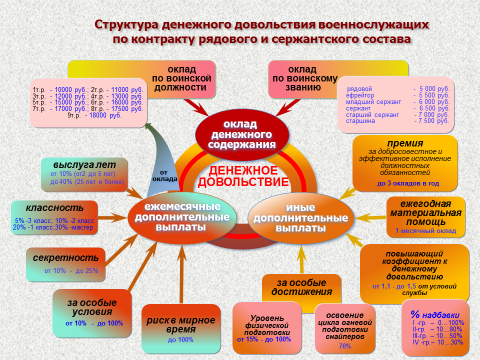 Структура денежного довольствия военнослужащих
по контракту рядового и сержантского состава
оклад
по воинской
должности
оклад
по воинскому
званию
1т.р. - 10000 руб. 2т.р. - 11000 руб.
3т.р. - 12000 руб. 4т.р. - 13000 руб.
5т.р. - 15000 руб. 6т.р. - 16000 руб.
7т.р. - 17000 руб. 8т.р. - 17500 руб.
9т.р. - 18000 руб.
рядовой - 5 000 руб.
ефрейтор - 5 500 руб.
младший сержант - 6 000 руб.
сержант - 6 500 руб.
старший сержант - 7 000 руб.
старшина - 7 500 руб.
оклад
денежного
содержания
ДЕНЕЖНОЕ
ДОВОЛЬСТВИЕ
от
оклада
ежемесячные
дополнительные
выплаты
иные
дополнительные
выплаты
выслуга лет
от 10% (от 2 до 5 лет)
до 40% (25 лет и более)
классность
5% -3 класс, 10% -2 класс
20% -1 класс 30% -мастер
секретность
от 10% - до 25%
за особые
условия
от 10% - до 100%
риск в мирное
время
до 100%
премия
за добросовестное и
эффективное исполнение
должностных
обязанностей
до 3 окладов в год
ежегодная
материальная
помощь
1 месячный оклад
повышающий
коэффициент к
денежному
довольствию
от 1,1 - до 1,5 от условий
службы
за особые
достижения
Уровень
физической
подготовки
от 15% - до 100%
освоение
цикла огневой
подготовки
снайперов
70%
% надбавки
I -гр. – 0…100%
II-гр. – 10…80%
III-гр. – 10…60%
IV -гр. – 10…30%